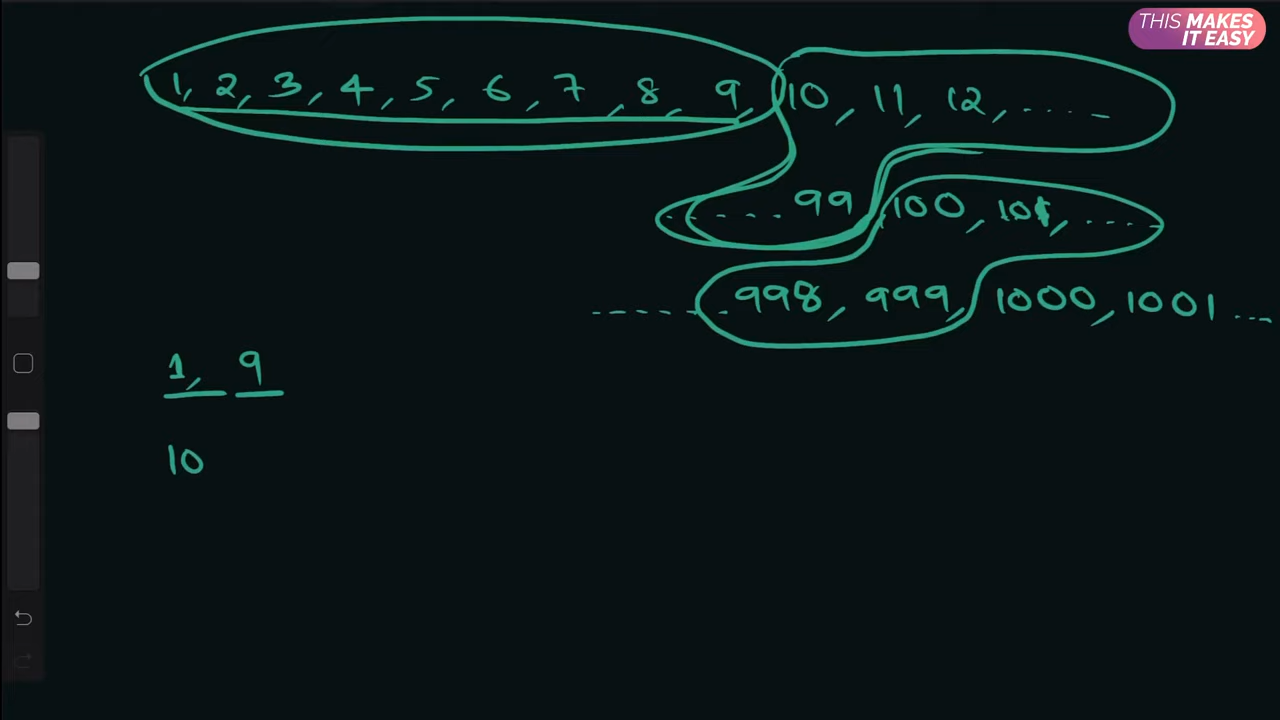 THIS MAKES
IT EASY
1, 2, 3, 4, 5, 6, 7, 8, 9, 10, 11, 12, ....
......99, 100, 101, ....
.......998, 999, 1000, 1001 ...
1, 9
10